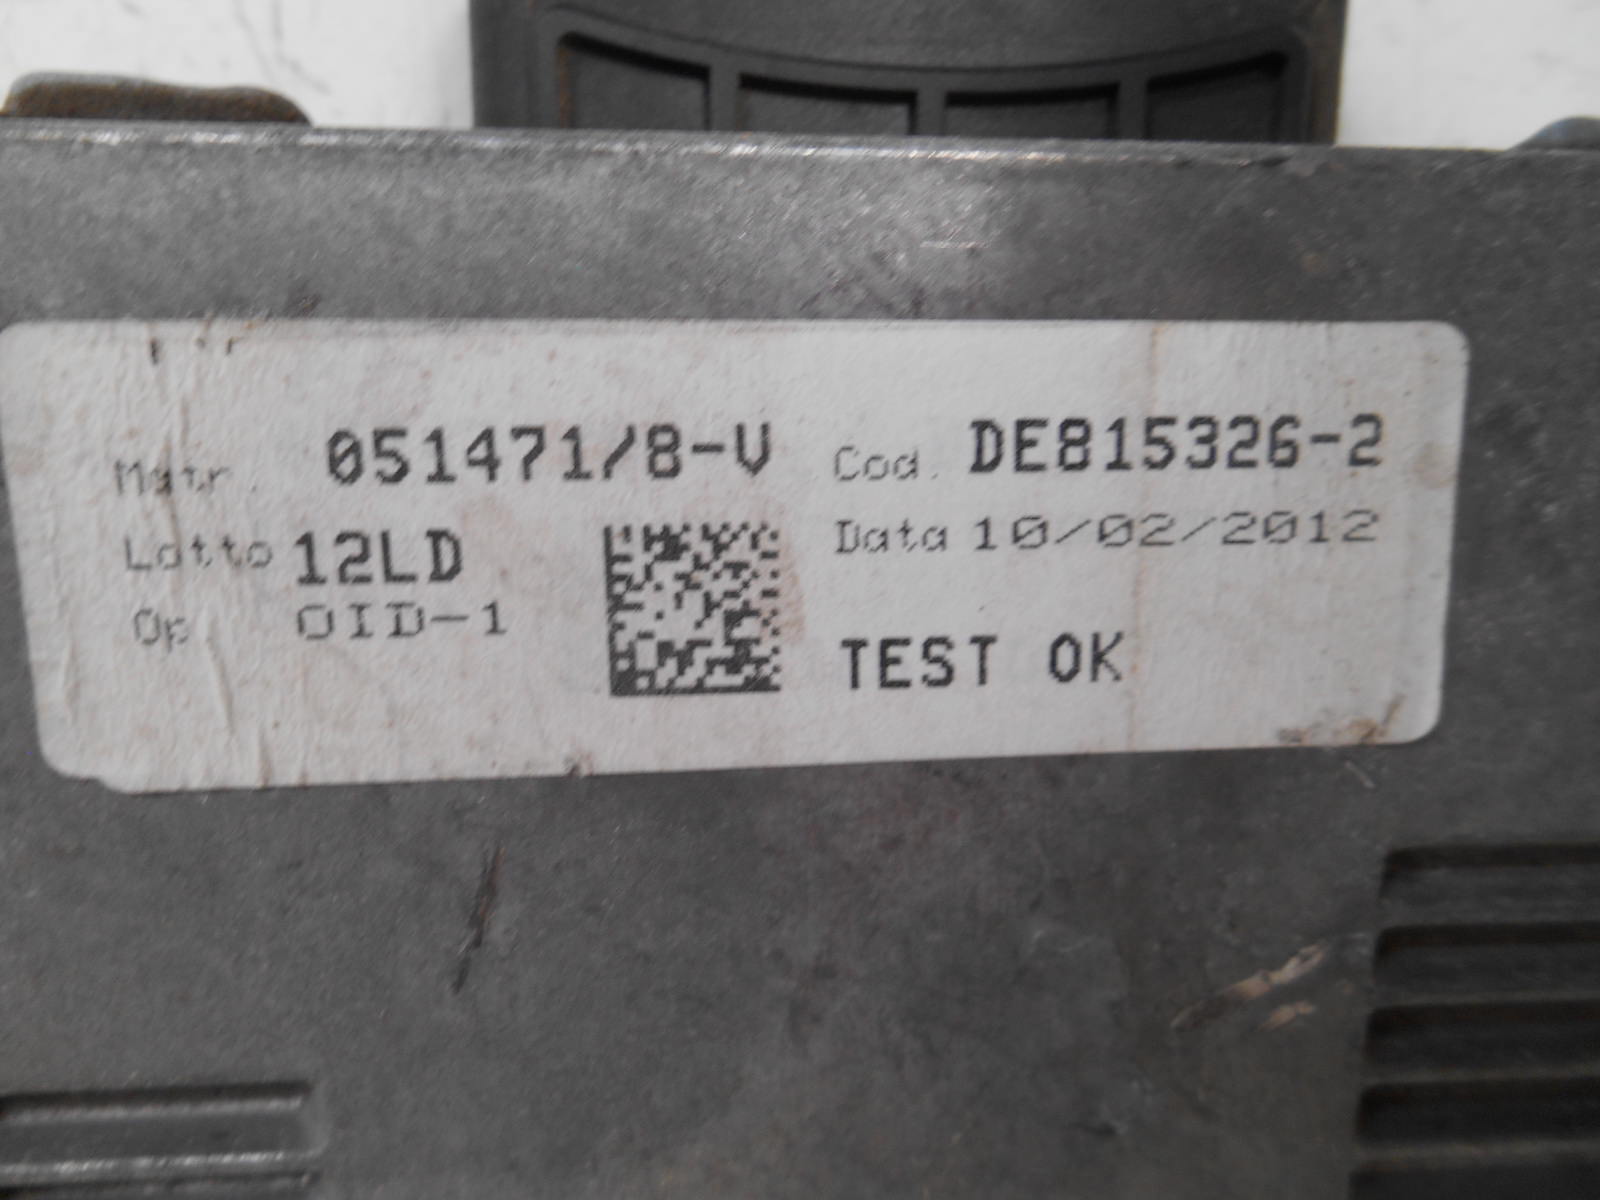 Matr. 051471/8-V Cod. DE815326-2
Lotto 12LD Data 10/02/2012
Op OID-1
TEST OK